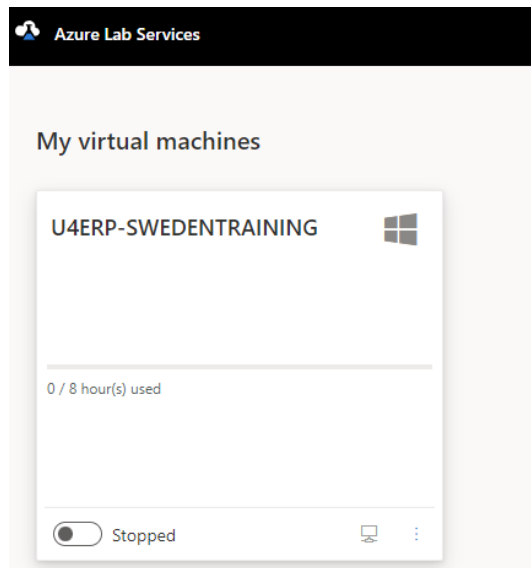 Azure Lab Services
My virtual machines
U4ERP-SWEDENTRAINING
0 / 8 hour(s) used
Stopped